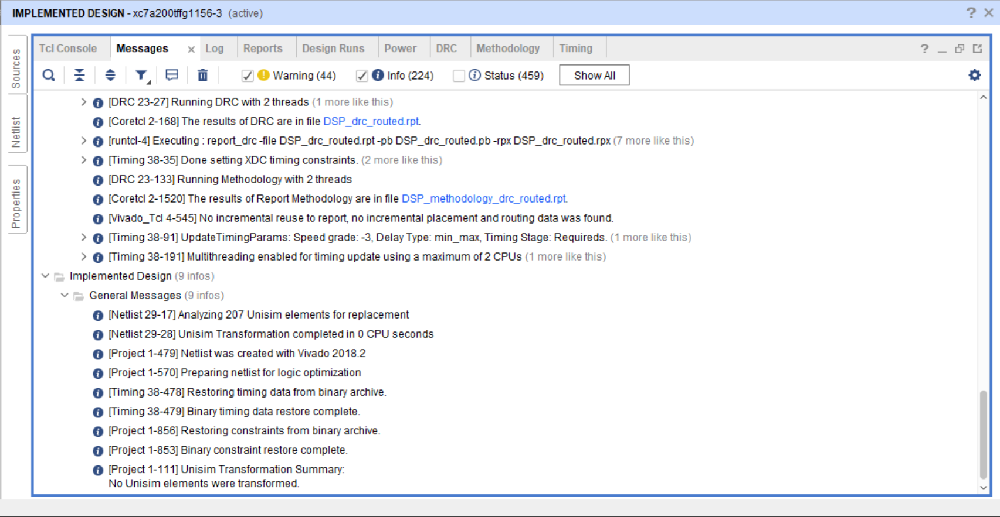 IMPLEMENTED DESIGN - xc7a200tffg1156-3 (active)
Sources
Netlist
Properties
Tcl Console Messages Log Reports Design Runs Power DRC Methodology Timing
Warning (44) Info (224) Status (459) Show All
[DRC 23-27] Running DRC with 2 threads (1 more like this)
[Coretcl 2-168] The results of DRC are in file DSP_drc_routed.rpt.
[runtcl-4] Executing : report_drc -file DSP_drc_routed.rpt -pb DSP_drc_routed.pb -rpx DSP_drc_routed.rpx (7 more like this)
[Timing 38-35] Done setting XDC timing constraints. (2 more like this)
[DRC 23-133] Running Methodology with 2 threads
[Coretcl 2-1520] The results of Report Methodology are in file DSP_methodology_drc_routed.rpt.
[Vivado_Tcl 4-545] No incremental reuse to report, no incremental placement and routing data was found.
[Timing 38-91] UpdateTimingParams: Speed grade: -3, Delay Type: min_max, Timing Stage: Requireds. (1 more like this)
[Timing 38-191] Multithreading enabled for timing update using a maximum of 2 CPUs (1 more like this)
Implemented Design (9 infos)
General Messages (9 infos)
[Netlist 29-17] Analyzing 207 Unisim elements for replacement
[Netlist 29-28] Unisim Transformation completed in 0 CPU seconds
[Project 1-479] Netlist was created with Vivado 2018.2
[Project 1-570] Preparing netlist for logic optimization
[Timing 38-478] Restoring timing data from binary archive.
[Timing 38-479] Binary timing data restore complete.
[Project 1-856] Restoring constraints from binary archive.
[Project 1-853] Binary constraint restore complete.
[Project 1-111] Unisim Transformation Summary:
No Unisim elements were transformed.